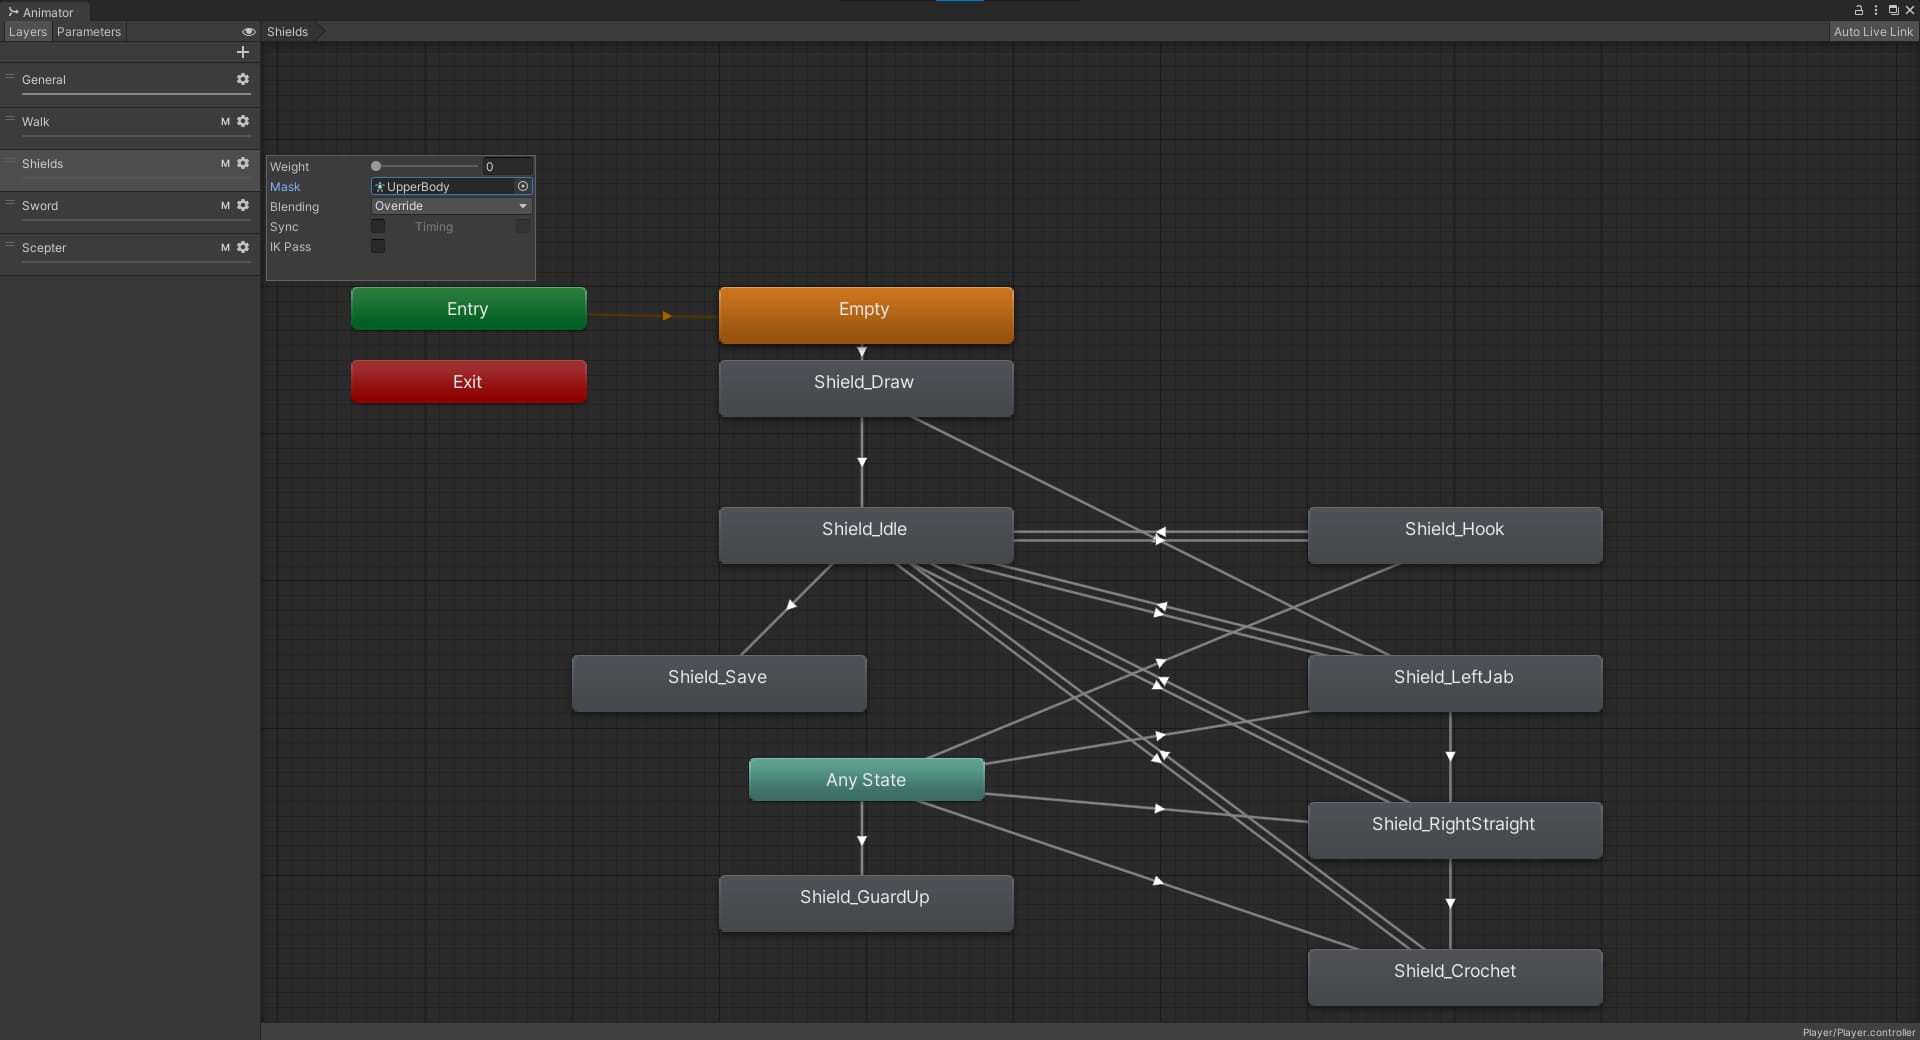 Animator
Layers Parameters
Shields
Auto Live Link
General
Walk M
Shields M
Sword M
Scepter M
Weight 0
Mask UpperBody
Blending Override
Sync Timing
IK Pass
Entry
Empty
Exit
Shield_Draw
Shield_Idle
Shield_Hook
Shield_Save
Shield_LeftJab
Any State
Shield_RightStraight
Shield_GuardUp
Shield_Crochet
Player/Player.controller